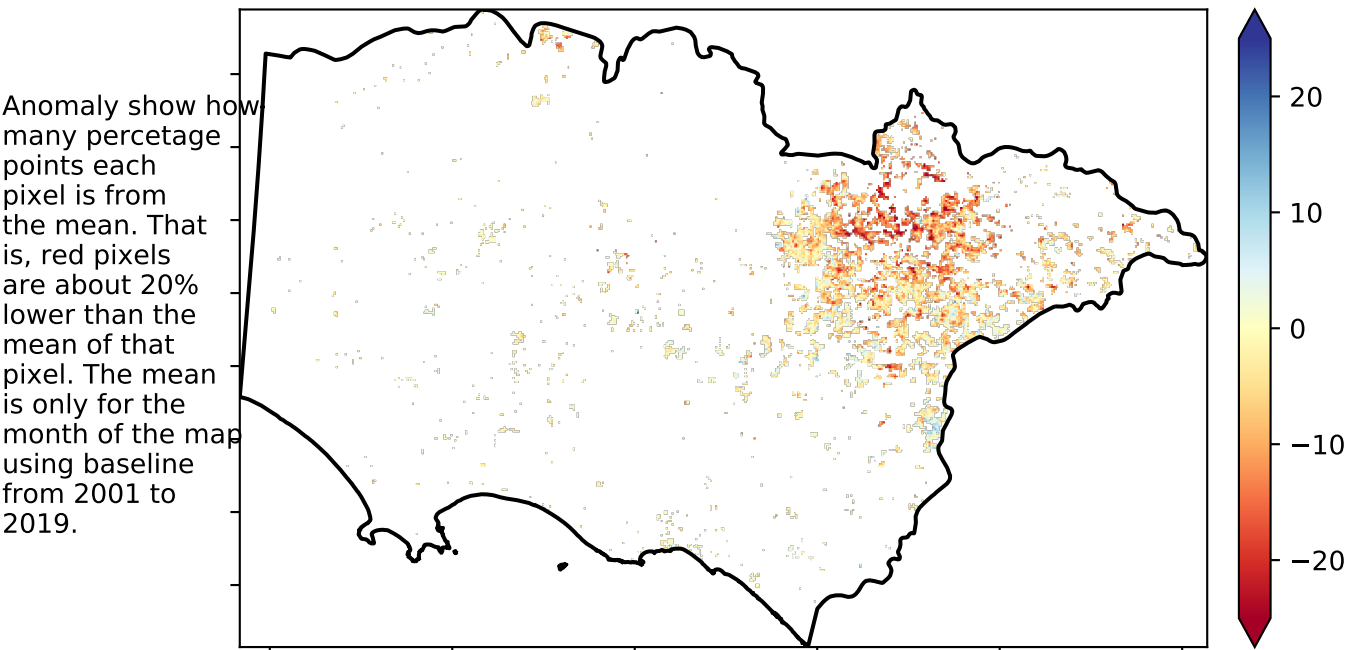 Anomaly show how
many percetage
points each
pixel is from
the mean. That
is, red pixels
are about 20%
lower than the
mean of that
pixel. The mean
is only for the
month of the map
using baseline
from 2001 to
2019.
20
10
0
−10
−20